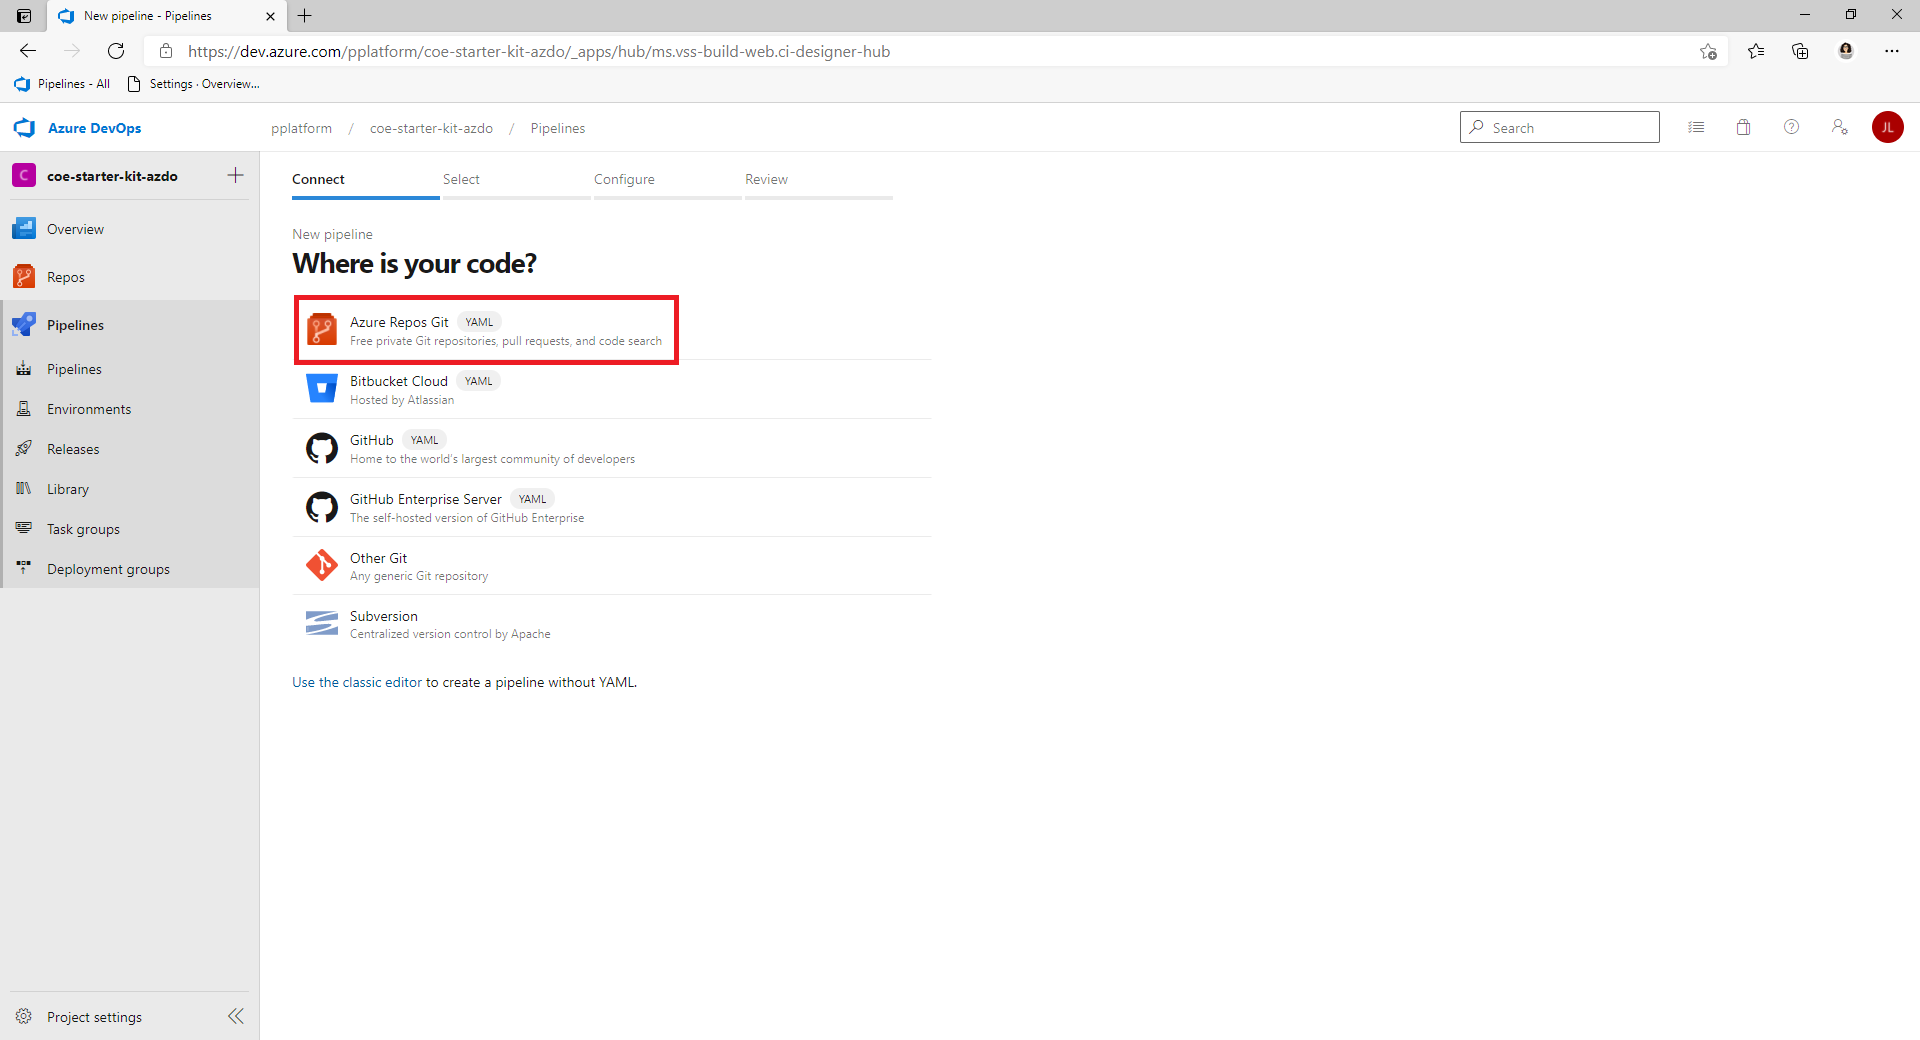 New pipeline - Pipelines
https://dev.azure.com/pplatform/coe-starter-kit-azdo/_apps/hub/ms.vss-build-web.ci-designer-hub
Pipelines - All
Settings · Overview...
Azure DevOps
pplatform / coe-starter-kit-azdo / Pipelines
Search
JL
C
coe-starter-kit-azdo
Overview
Repos
Pipelines
Pipelines
Environments
Releases
Library
Task groups
Deployment groups
Project settings
Connect
Select
Configure
Review
New pipeline
Where is your code?
Azure Repos Git YAML
Free private Git repositories, pull requests, and code search
Bitbucket Cloud YAML
Hosted by Atlassian
GitHub YAML
Home to the world's largest community of developers
GitHub Enterprise Server YAML
The self-hosted version of GitHub Enterprise
Other Git
Any generic Git repository
Subversion
Centralized version control by Apache
Use the classic editor to create a pipeline without YAML.